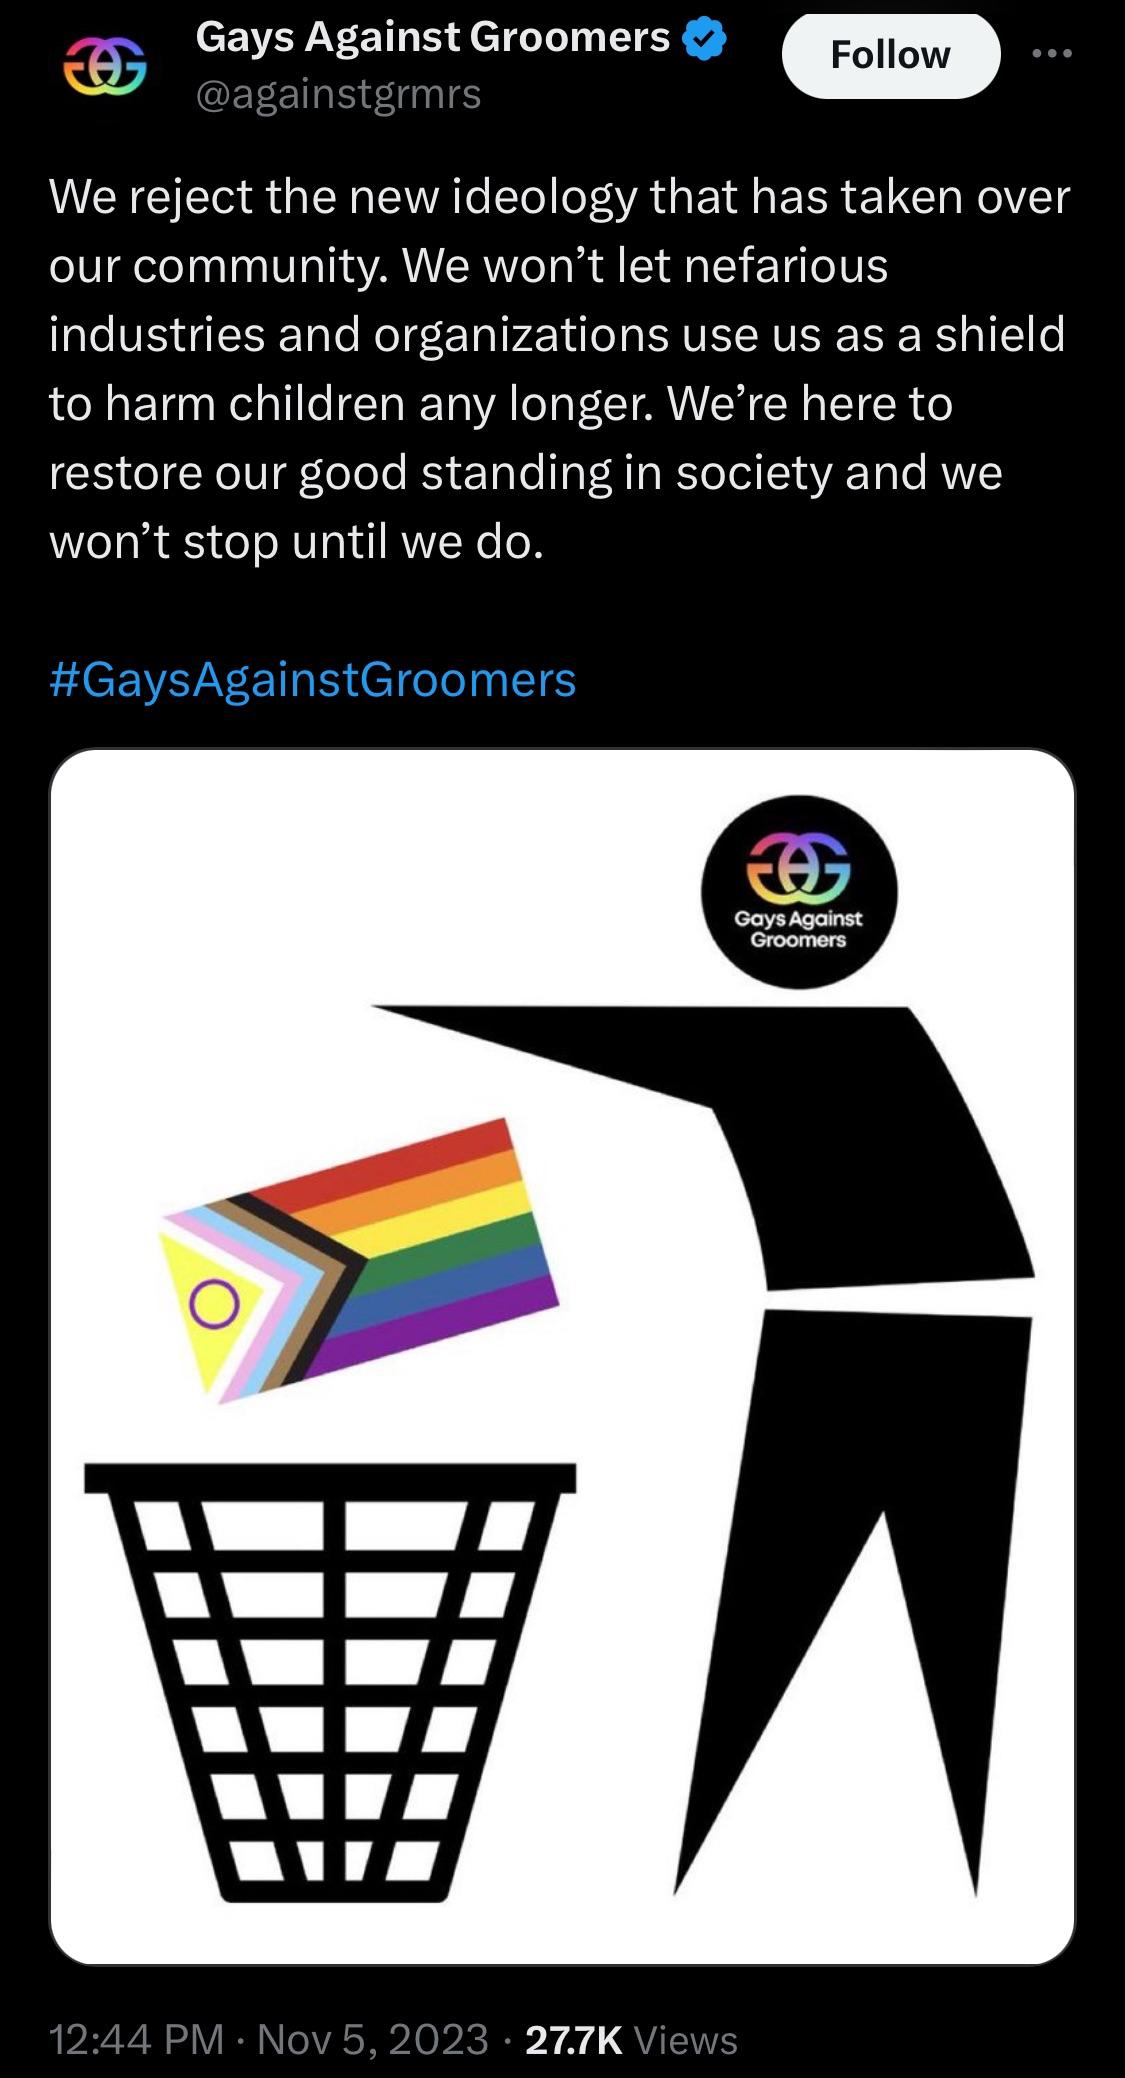 Gays Against Groomers
@againstgrmrs
Follow
We reject the new ideology that has taken over
our community. We won’t let nefarious
industries and organizations use us as a shield
to harm children any longer. We’re here to
restore our good standing in society and we
won’t stop until we do.
#GaysAgainstGroomers
GAG
Gays Against
Groomers
12:44 PM · Nov 5, 2023 · 27.7K Views